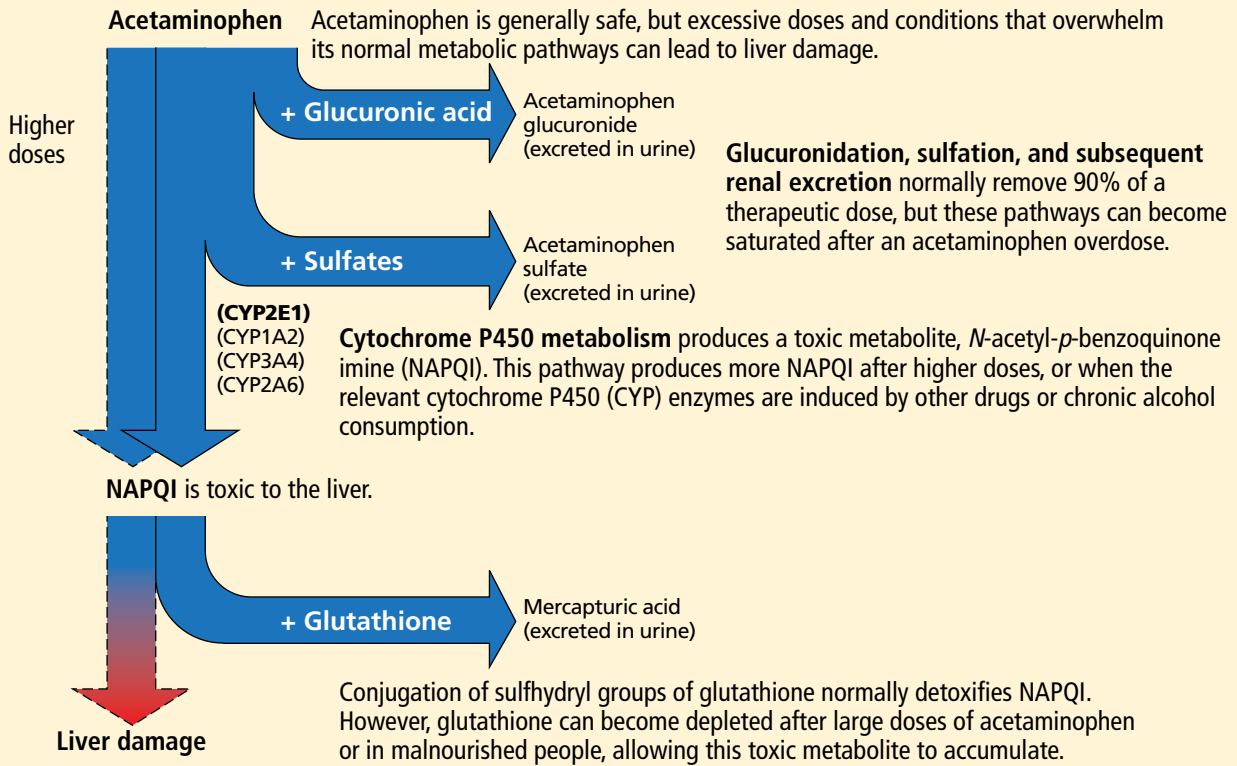 Acetaminophen
Acetaminophen is generally safe, but excessive doses and conditions that overwhelm
its normal metabolic pathways can lead to liver damage.
Higher
doses
+ Glucuronic acid
Acetaminophen
glucuronide
(excreted in urine)
Glucuronidation, sulfation, and subsequent
renal excretion normally remove 90% of a
therapeutic dose, but these pathways can become
saturated after an acetaminophen overdose.
+ Sulfates
Acetaminophen
sulfate
(excreted in urine)
(CYP2E1)
(CYP1A2)
(CYP3A4)
(CYP2A6)
Cytochrome P450 metabolism produces a toxic metabolite, N-acetyl-p-benzoquinone
imine (NAPQI). This pathway produces more NAPQI after higher doses, or when the
relevant cytochrome P450 (CYP) enzymes are induced by other drugs or chronic alcohol
consumption.
NAPQI is toxic to the liver.
+ Glutathione
Mercapturic acid
(excreted in urine)
Conjugation of sulfhydryl groups of glutathione normally detoxifies NAPQI.
However, glutathione can become depleted after large doses of acetaminophen
or in malnourished people, allowing this toxic metabolite to accumulate.
Liver damage